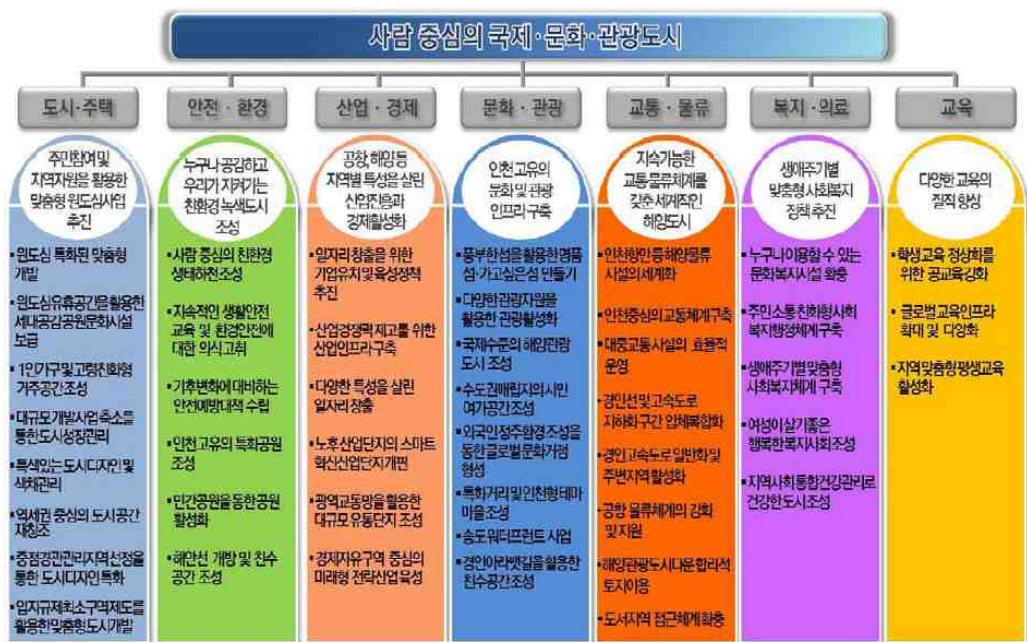 사람 중심의 국제·문화·관광도시
도시·주택
주민참여 및
지역자원을 활용한
맞춤형 원도심사업
추진
▪원도심 특화된 맞춤형
개발
▪원도심유휴공간을활용한
세대공감공원문화시설
보급
▪1인가구및고령친화형
거주공간조성
▪대규모개발사업축소를
통한도시성장관리
▪특색있는도시디자인및
색채관리
▪역세권 중심의 도시공간
재창조
▪중점경관관리지역선정을
통한 도시디자인특화
▪입지규제최소구역제도를
활용한맞춤형도시개발
안전·환경
누구나 공감하고
우리가 지켜가는
친환경 녹색도시
조성
▪사람 중심의 친환경
생태하천조성
▪지속적인 생활안전
교육 및 환경안전에
대한 의식고취
▪기후변화에대비하는
안전예방대책 수립
▪인천고유의 특화공원
조성
▪민간공원을통한공원
활성화
▪해안선 개방 및 친수
공간 조성
산업·경제
공항, 해양 등
지역별 특성을 살린
산업진흥과
경제활성화
▪일자리 창출을 위한
기업유치및육성정책
추진
▪산업경쟁력제고를 위한
산업인프라구축
▪다양한 특성을 살린
일자리 창출
▪노후산업단지의 스마트
혁신산업단지개편
▪광역교통망을활용한
대규모 유통단지 조성
▪경제자유구역 중심의
미래형 전략산업육성
문화·관광
인천 고유의
문화 및 관광
인프라 구축
▪풍부한섬을활용한명품
섬·가고싶은섬 만들기
▪다양한관광자원을
활용한 관광활성화
▪국제수준의 해양관광
도시 조성
▪수도권매립지의시민
여가공간조성
▪외국인정주환경조성을
통한글로벌문화거점
형성
▪특화거리및인천형테마
마을조성
▪송도워터프런트 사업
▪경인아라뱃길을활용한
친수공간조성
교통·물류
지속가능한
교통·물류체계를
갖춘 세계적인
해양도시
▪인천항만등해양물류
시설의세계화
▪인천중심의교통체계구축
▪대중교통시설의 효율적
운영
▪경인선및고속도로
지하화구간 입체복합화
▪경인고속도로일반화 및
주변지역활성화
▪공항 물류체계의 강화
및 지원
▪해양관광도시다운합리적
토지이용
▪도서지역 접근체계확충
복지·의료
생애주기별
맞춤형 사회복지
정책 추진
▪누구나이용할 수 있는
문화복지시설 확충
▪주민소통친화형사회
복지행정체계구축
▪생애주기별맞춤형
사회복지체계 구축
▪여성이살기좋은
행복한복지사회조성
▪지역사회통합건강관리로
건강한도시조성
교육
다양한 교육의
질적 향상
▪학생교육 정상화를
위한 공교육강화
▪글로벌교육인프라
확대 및 다양화
▪지역맞춤형평생교육
활성화